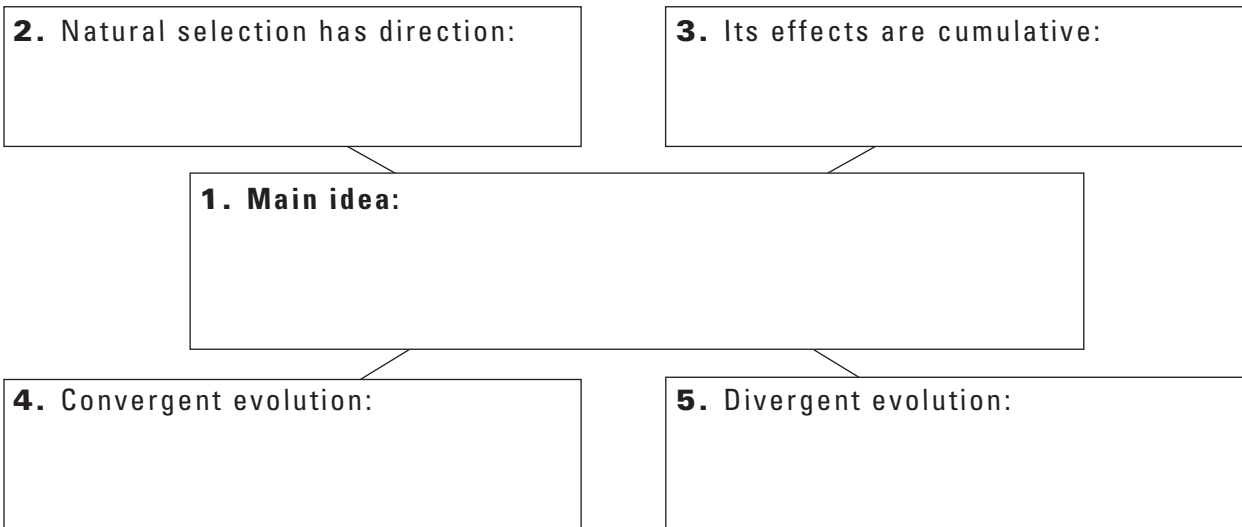 2. Natural selection has direction:
3. Its effects are cumulative:
1. Main idea:
4. Convergent evolution:
5. Divergent evolution: